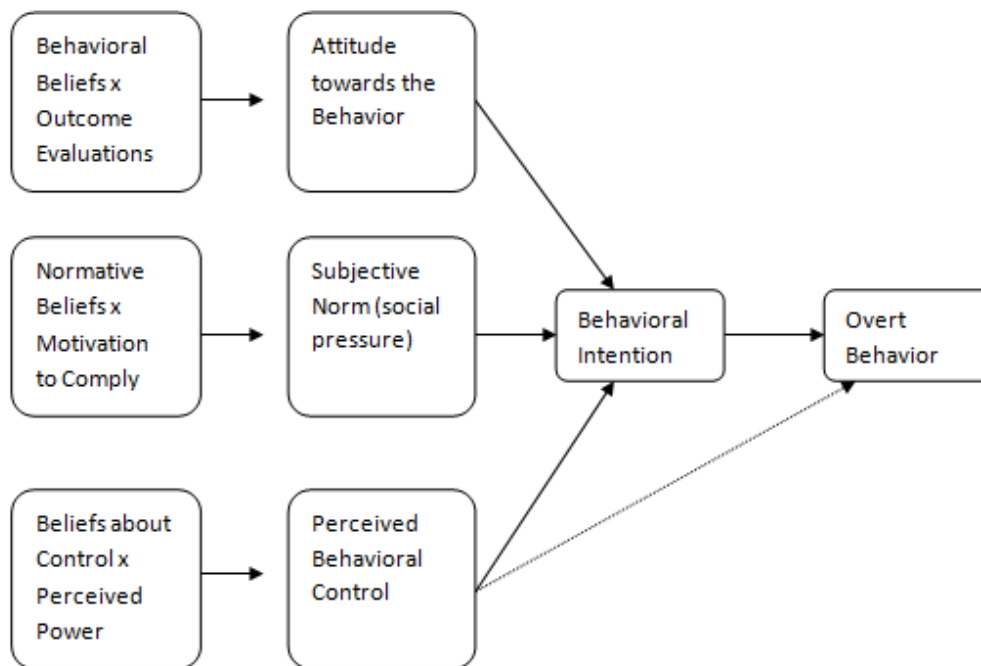 Behavioral
Beliefs x
Outcome
Evaluations
Attitude
towards the
Behavior
Normative
Beliefs x
Motivation
to Comply
Subjective
Norm (social
pressure)
Behavioral
Intention
Overt
Behavior
Beliefs about
Control x
Perceived
Power
Perceived
Behavioral
Control